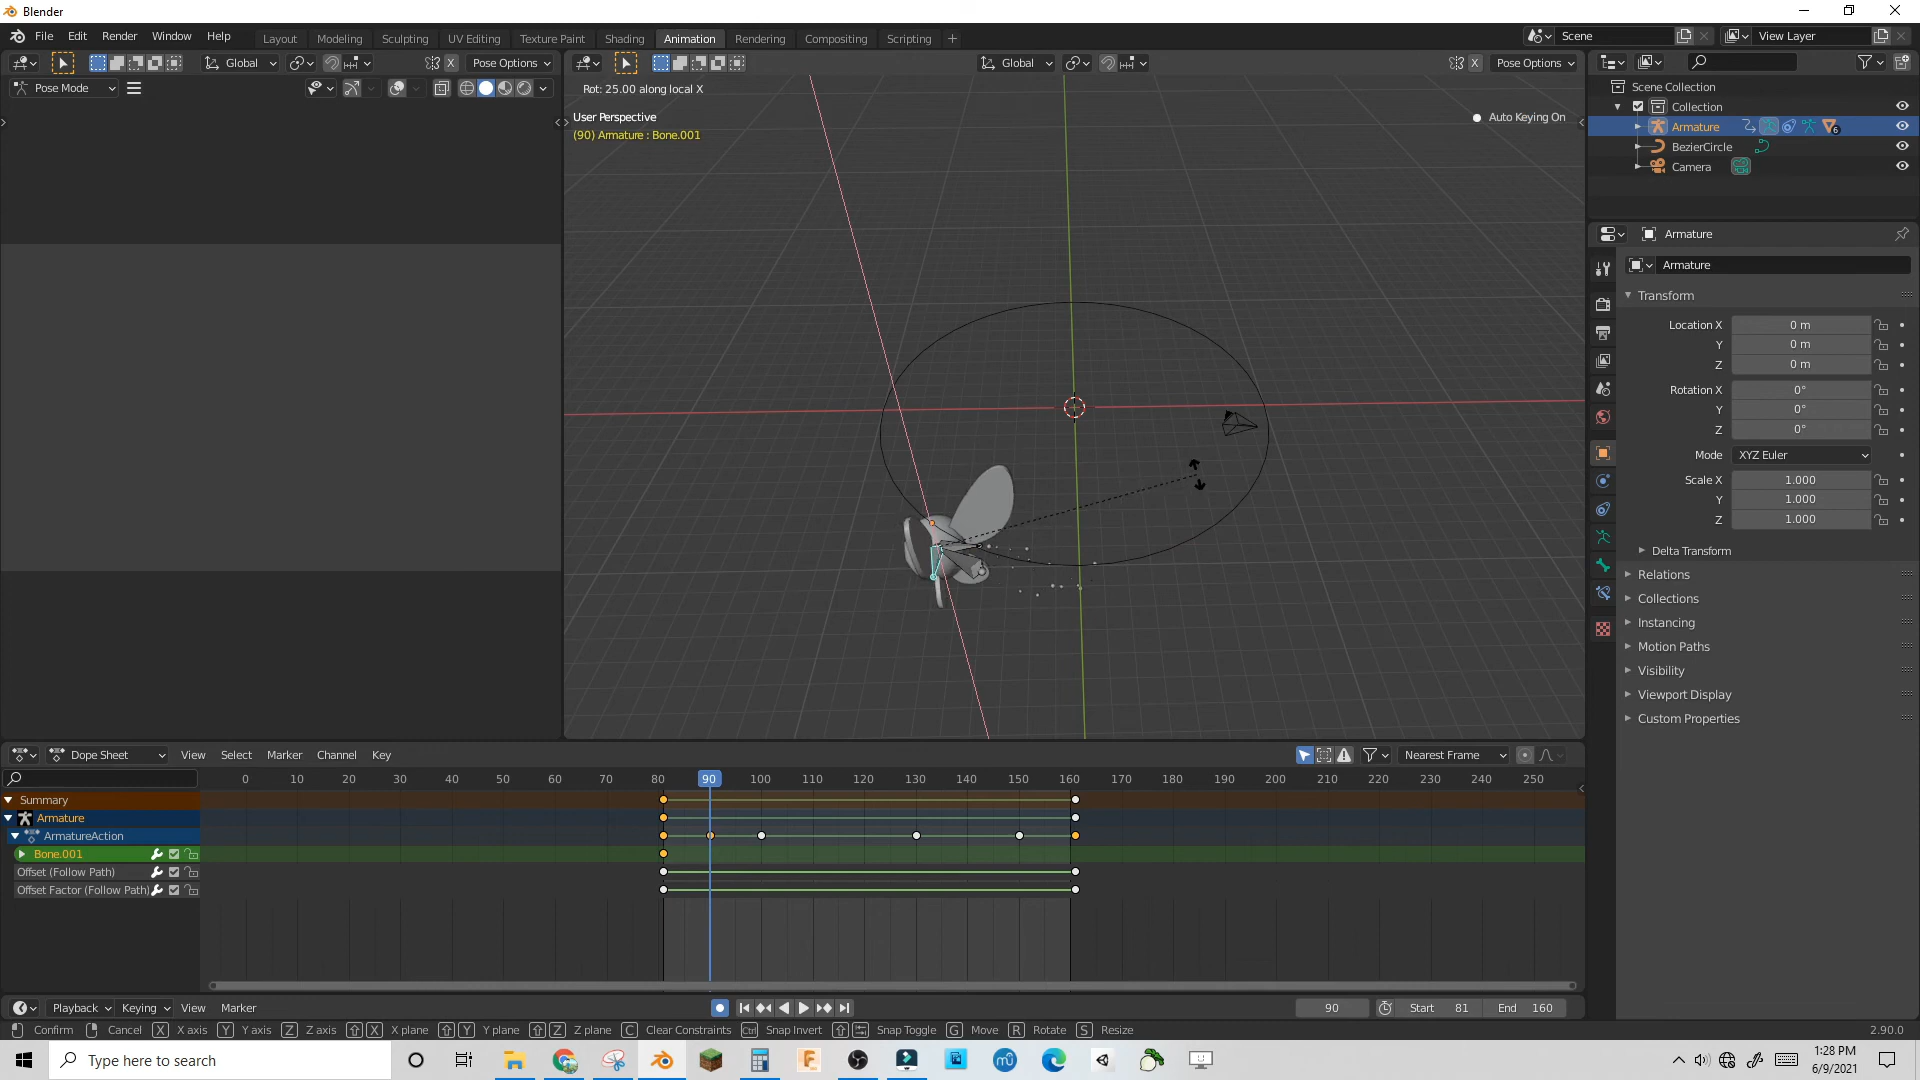 Blender
File Edit Render Window Help Layout Modeling Sculpting UV Editing Texture Paint Shading Animation Rendering Compositing Scripting + Scene View Layer
Global X Pose Options Global X Pose Options
Pose Mode
Rot: 25.00 along local X
User Perspective
(90) Armature : Bone.001
Auto Keying On
Scene Collection
Collection
Armature 6
BezierCircle
Camera
Armature
Armature
Transform
Location X 0 m
Y 0 m
Z 0 m
Rotation X 0°
Y 0°
Z 0°
Mode XYZ Euler
Scale X 1.000
Y 1.000
Z 1.000
Delta Transform
Relations
Collections
Instancing
Motion Paths
Visibility
Viewport Display
Custom Properties
Dope Sheet View Select Marker Channel Key Nearest Frame
0 10 20 30 40 50 60 70 80 90 100 110 120 130 140 150 160 170 180 190 200 210 220 230 240 250
Summary
Armature
ArmatureAction
Bone.001
Offset (Follow Path)
Offset Factor (Follow Path)
Playback Keying View Marker 90 Start 81 End 160
Confirm Cancel X X axis Y Y axis Z Z axis X X plane Y Y plane Z Z plane C Clear Constraints Ctrl Snap Invert Snap Toggle G Move R Rotate S Resize 2.90.0
Type here to search
1:28 PM
6/9/2021